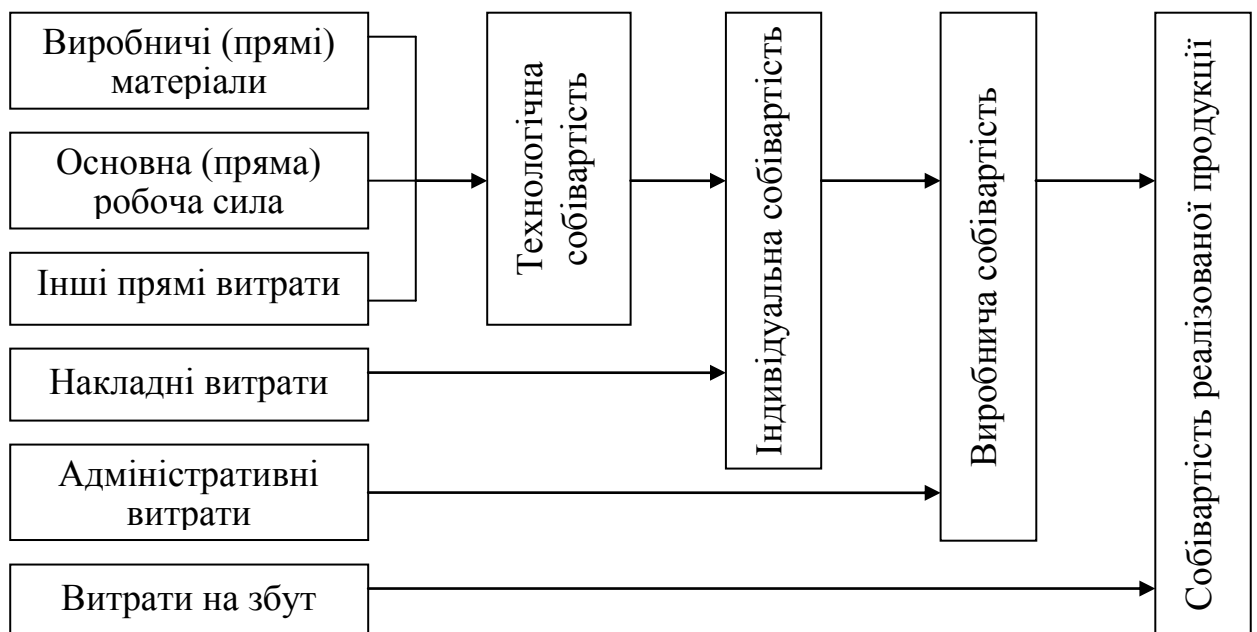 Виробничі (прямі)
матеріали
Основна (пряма)
робоча сила
Інші прямі витрати
Накладні витрати
Адміністративні
витрати
Витрати на збут
Технологічна
собівартість
Індивідуальна собівартість
Виробнича собівартість
Собівартість реалізованої продукції